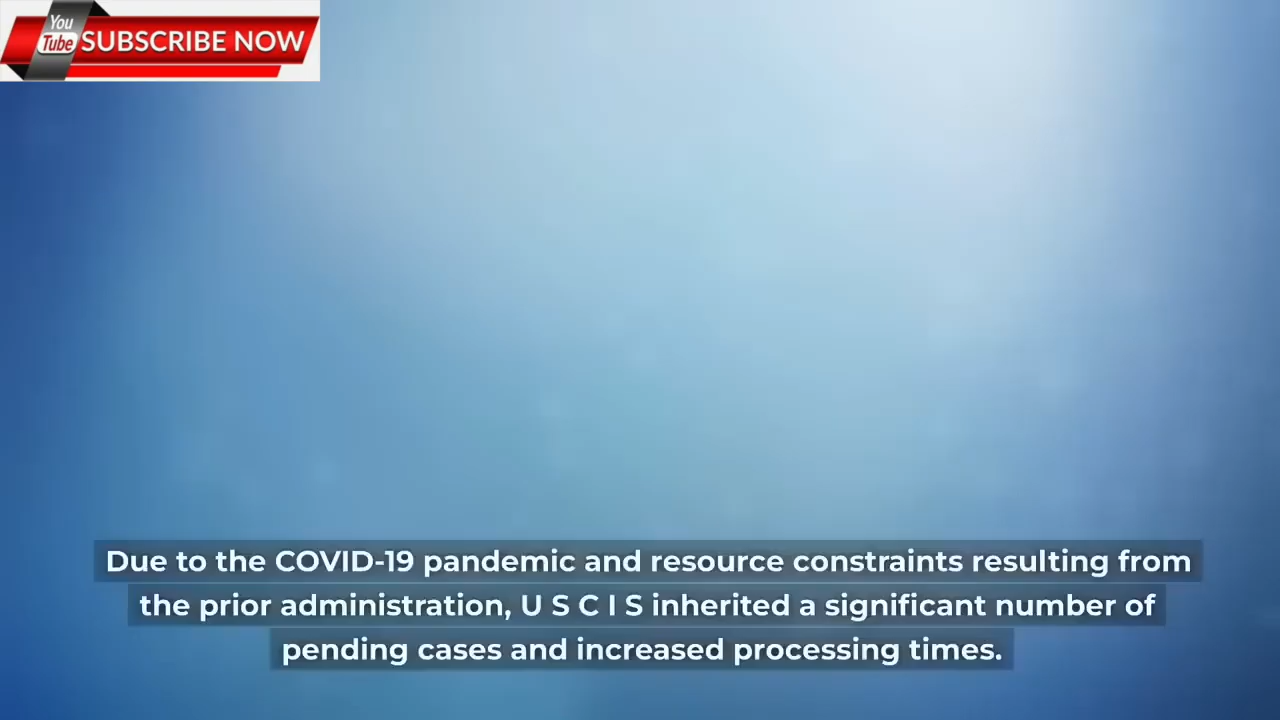 You
Tube
SUBSCRIBE NOW
Due to the COVID-19 pandemic and resource constraints resulting from
the prior administration, U S C I S inherited a significant number of
pending cases and increased processing times.